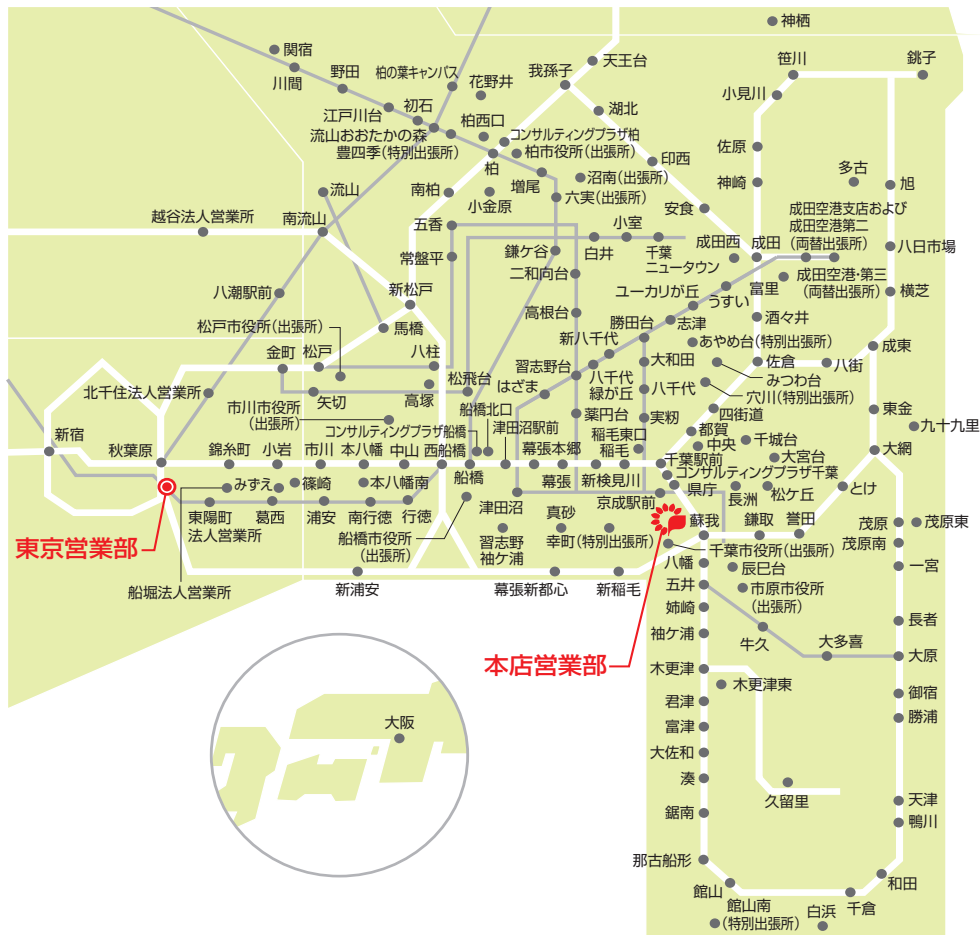 神栖
関宿
川間
野田
柏の葉キャンパス
花野井
我孫子
天王台
笹川
銚子
小見川
江戸川台
初石
柏西口
湖北
流山おおたかの森
豊四季(特別出張所)
コンサルティングプラザ柏
柏市役所(出張所)
柏
印西
佐原
多古
増尾
沼南(出張所)
神崎
旭
流山
南柏
小金原
六実(出張所)
安食
越谷法人営業所
南流山
五香
小室
白井
千葉
ニュータウン
成田西
成田
成田空港支店および
成田空港第二
(両替出張所)
八日市場
常盤平
鎌ケ谷
二和向台
成田空港・第三
(両替出張所)
富里
横芝
八潮駅前
新松戸
ユーカリが丘
うすい
松戸市役所(出張所)
馬橋
高根台
勝田台
志津
酒々井
新八千代
あやめ台(特別出張所)
成東
金町
松戸
八柱
習志野台
大和田
佐倉
八街
北千住法人営業所
矢切
高塚
松飛台
はざま
八千代
緑が丘
八千代
みつわ台
穴川(特別出張所)
市川市役所
(出張所)
船橋北口
津田沼駅前
薬円台
実籾
四街道
東金
九十九里
新宿
秋葉原
コンサルティングプラザ船橋
稲毛東口
都賀
中央
千城台
錦糸町
小岩
市川
本八幡
中山
西船橋
船橋
幕張本郷
幕張
新検見川
稲毛
千葉駅前
大宮台
大網
コンサルティングプラザ千葉
みずえ
篠崎
本八幡南
県庁
長洲
松ケ丘
とけ
東陽町
法人営業所
葛西
浦安
南行徳
行徳
津田沼
京成駅前
東京営業部
船橋市役所
(出張所)
習志野
袖ケ浦
真砂
幸町(特別出張所)
蘇我
鎌取
誉田
茂原
茂原東
茂原南
千葉市役所(出張所)
船堀法人営業所
新浦安
幕張新都心
新稲毛
八幡
辰巳台
一宮
五井
市原市役所
(出張所)
姉崎
長者
袖ケ浦
牛久
大多喜
大原
本店営業部
木更津
木更津東
御宿
君津
勝浦
富津
大阪
大佐和
湊
久留里
天津
鋸南
鴨川
那古船形
館山
和田
館山南
(特別出張所)
白浜
千倉